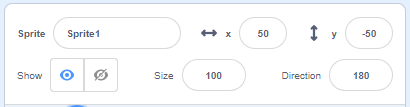 Sprite Sprite1 x 50 y -50
Show Size 100 Direction 180